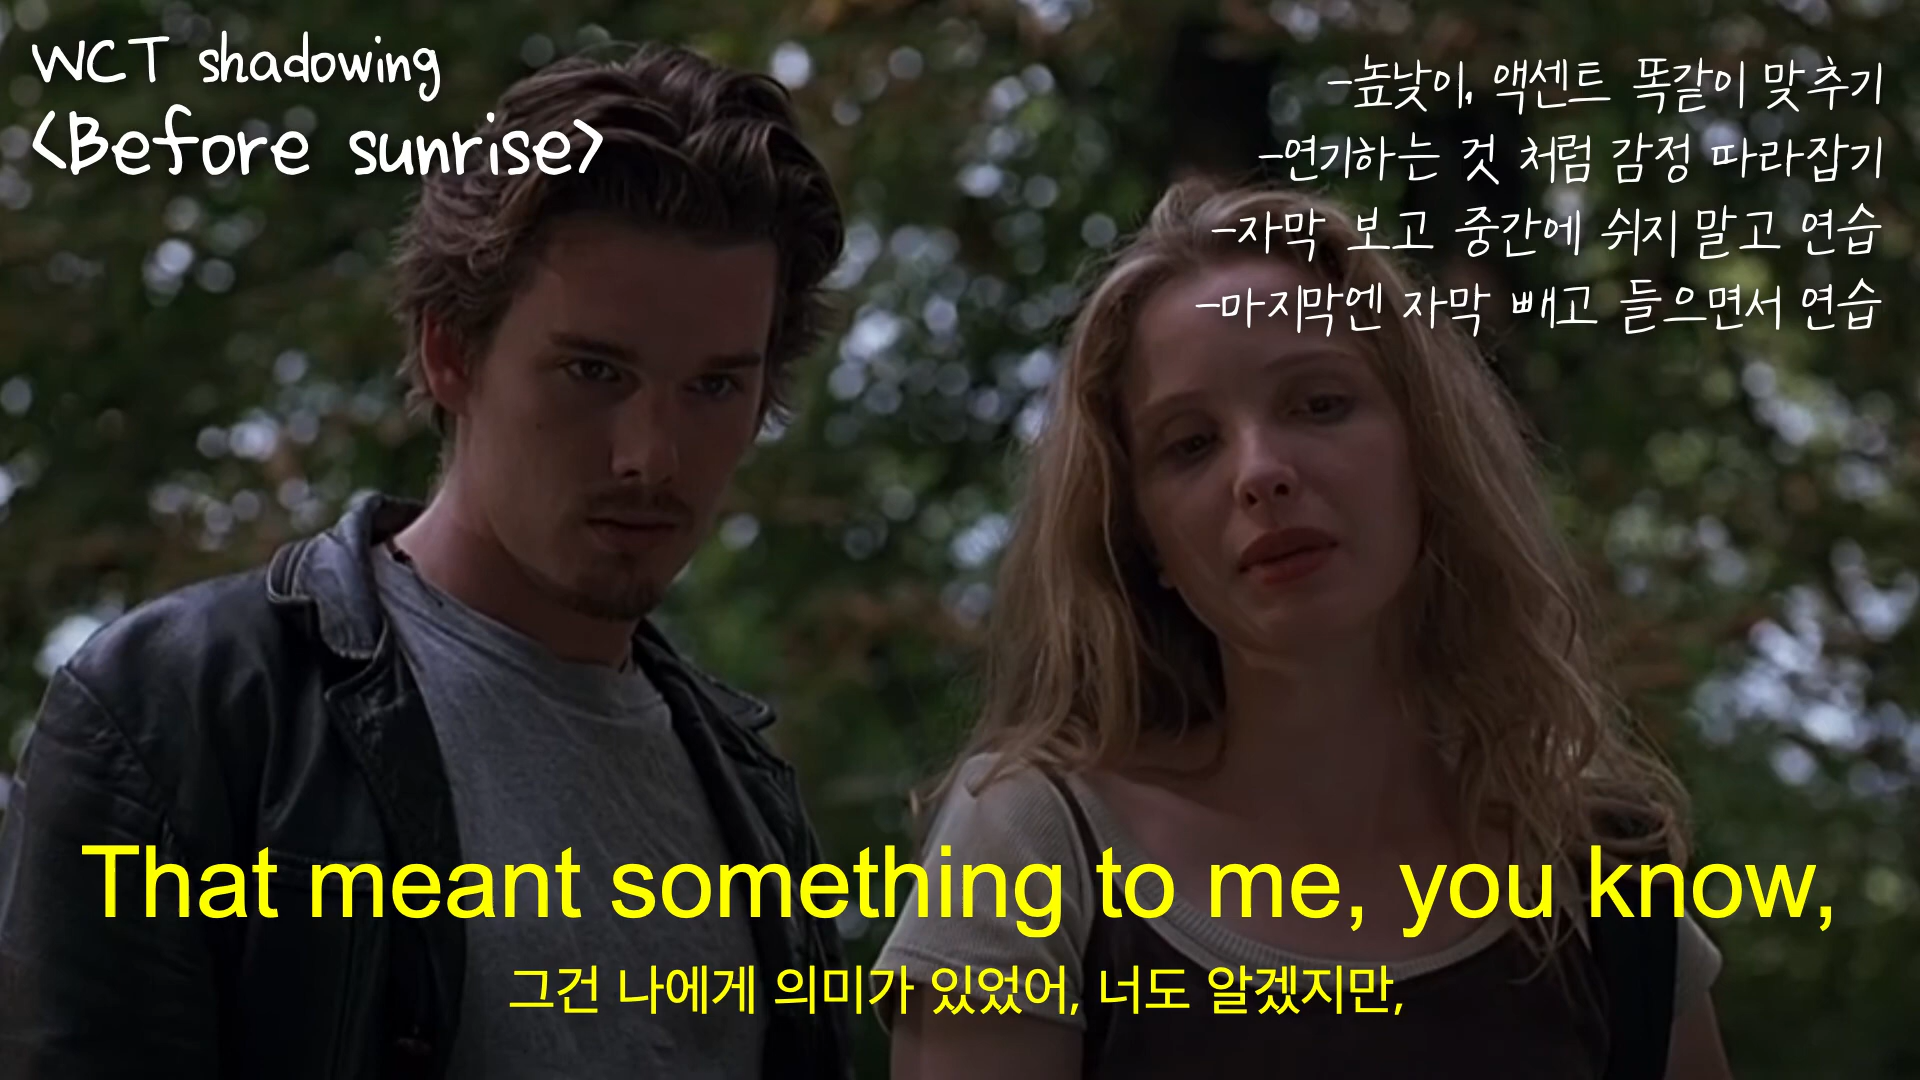 WCT shadowing
<Before sunrise>
-높낮이, 액센트 똑같이 맞추기
-연기하는 것 처럼 감정 따라잡기
-자막 보고 중간에 쉬지 말고 연습
-마지막엔 자막 빼고 들으면서 연습
That meant something to me, you know,
그건 나에게 의미가 있었어, 너도 알겠지만,